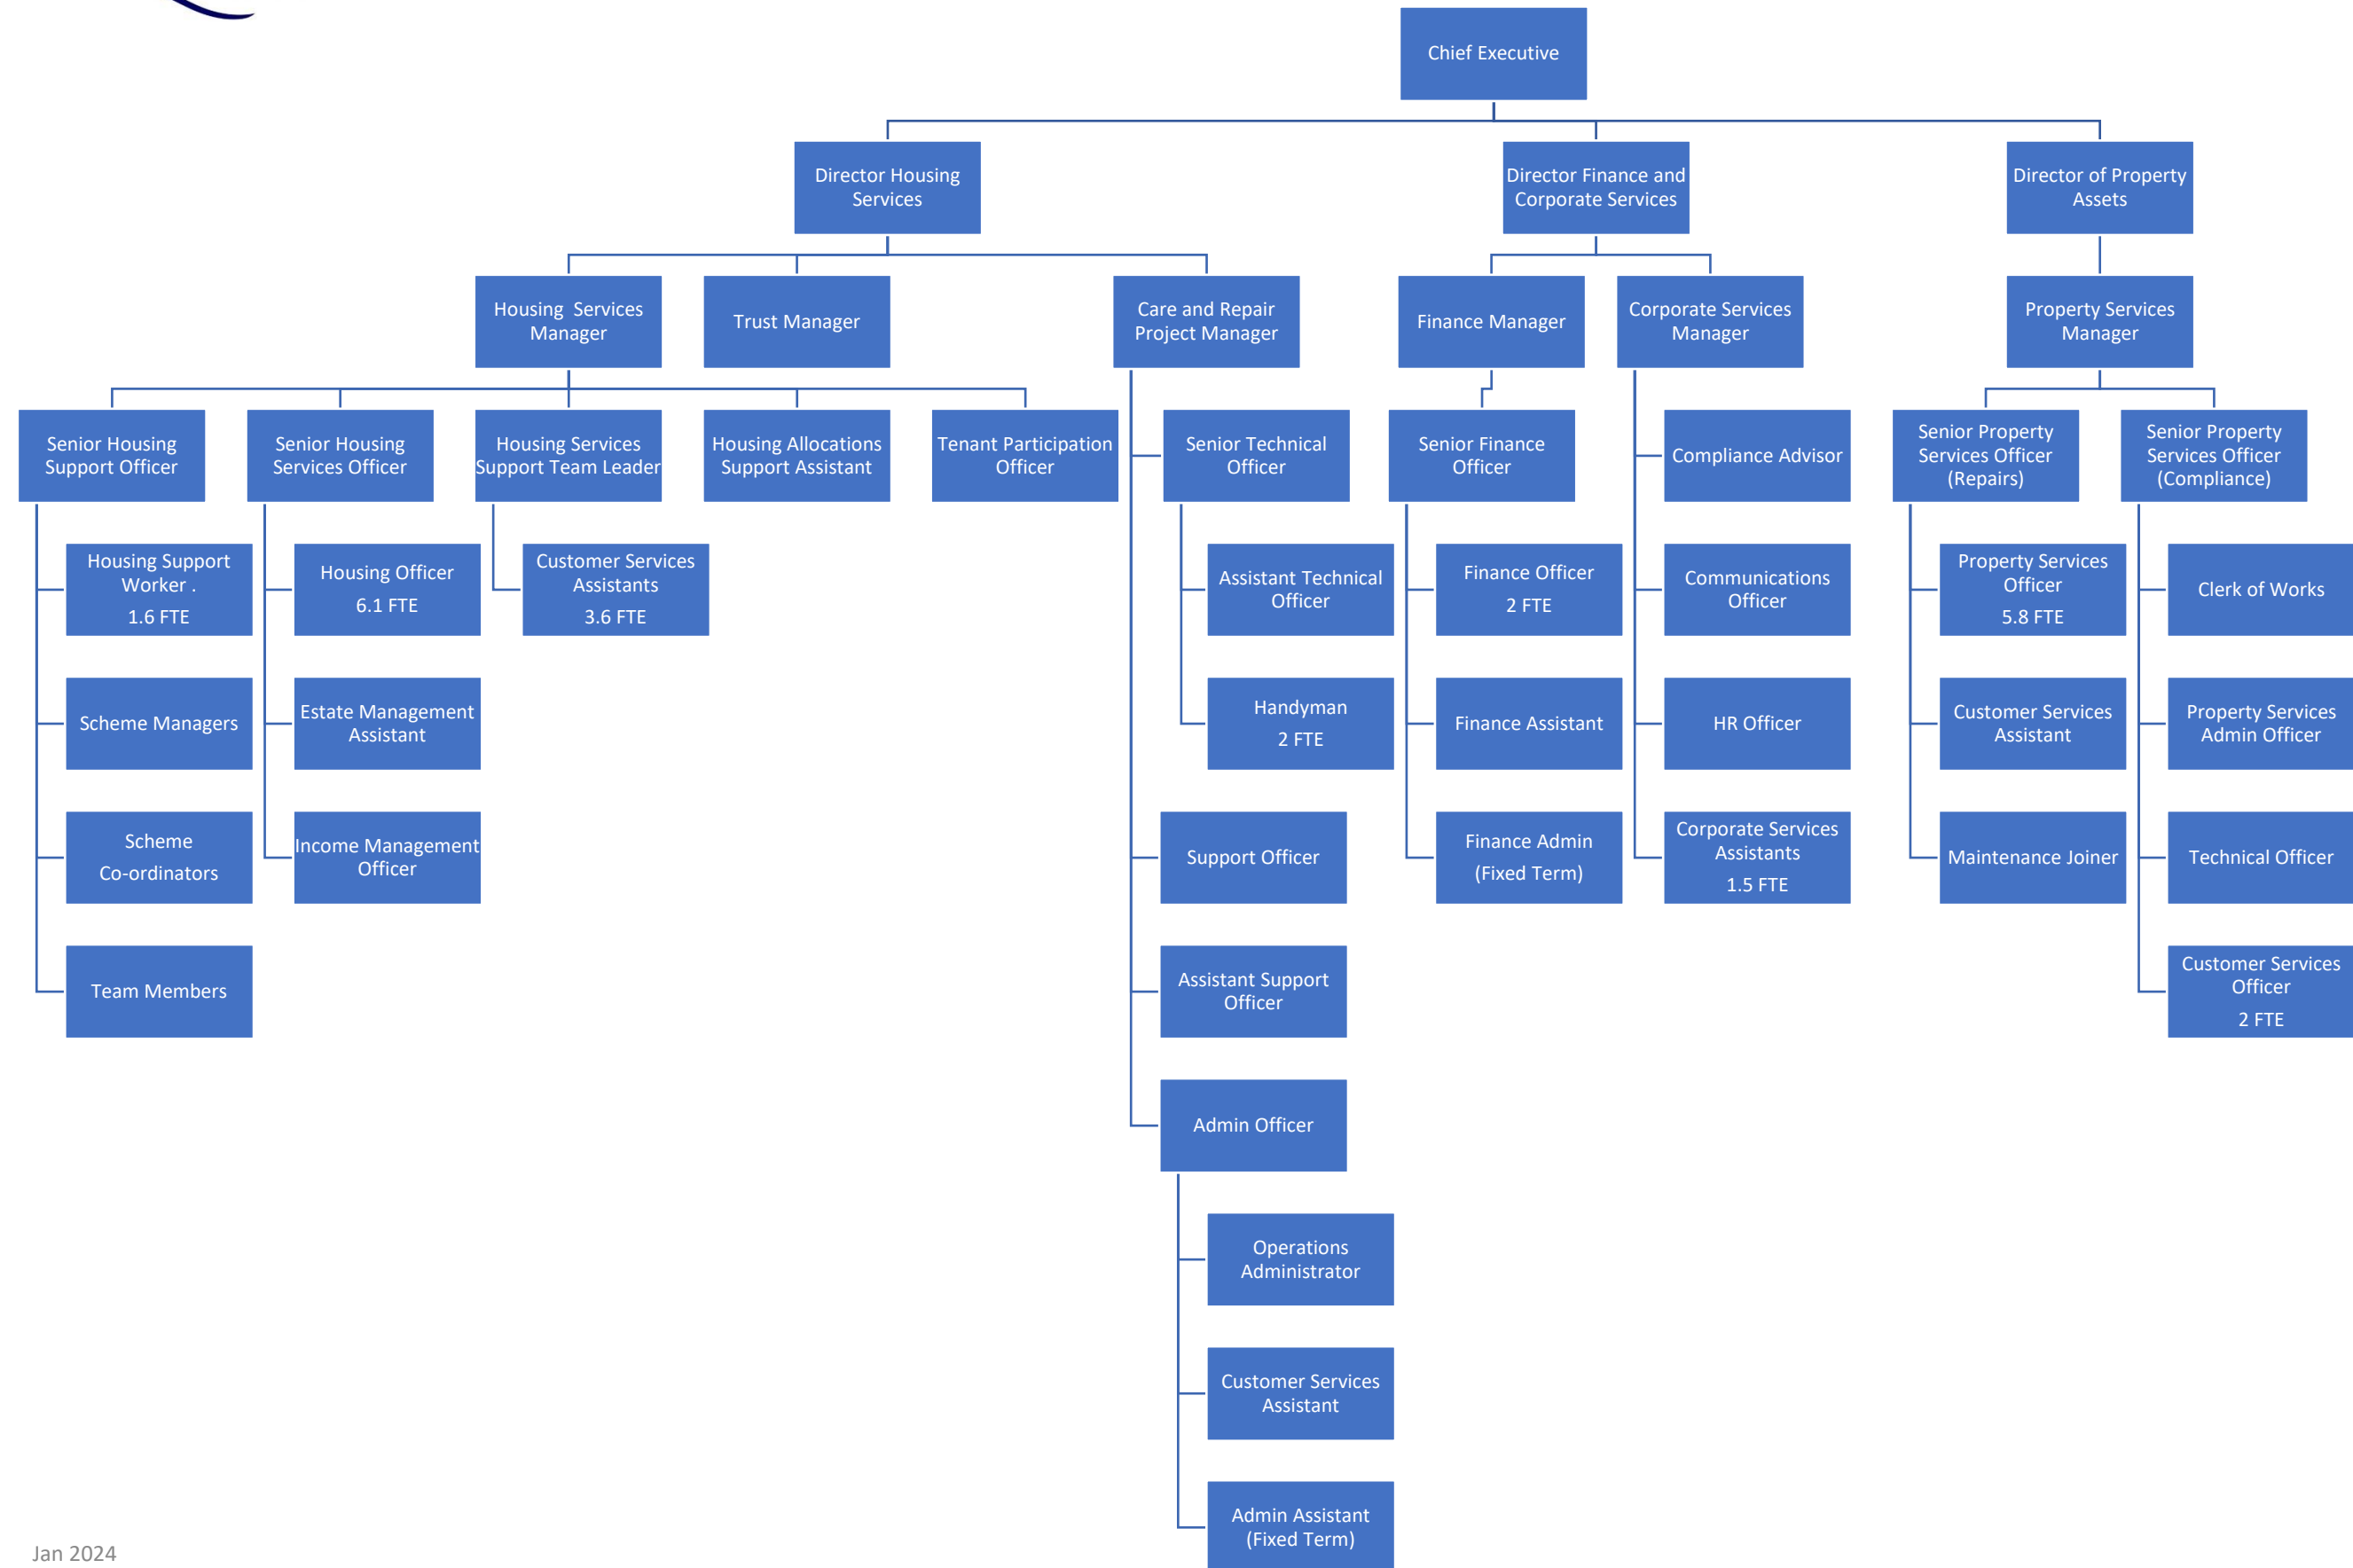 Chief Executive
Director Housing
Services
Director Finance and
Corporate Services
Director of Property
Assets
Housing  Services
Manager
Trust Manager
Care and Repair
Project Manager
Finance Manager
Corporate Services
Manager
Property Services
Manager
Senior Housing
Support Officer
Senior Housing
Services Officer
Housing Services
Support Team Leader
Housing Allocations
Support Assistant
Tenant Participation
Officer
Senior Technical
Officer
Senior Finance
Officer
Compliance Advisor
Senior Property
Services Officer
(Repairs)
Senior Property
Services Officer
(Compliance)
Housing Support
Worker .
1.6 FTE
Housing Officer
6.1 FTE
Customer Services
Assistants
3.6 FTE
Assistant Technical
Officer
Finance Officer
2 FTE
Communications
Officer
Property Services
Officer
5.8 FTE
Clerk of Works
Scheme Managers
Estate Management
Assistant
Handyman
2 FTE
Finance Assistant
HR Officer
Customer Services
Assistant
Property Services
Admin Officer
Scheme
Co-ordinators
Income Management
Officer
Support Officer
Finance Admin
(Fixed Term)
Corporate Services
Assistants
1.5 FTE
Maintenance Joiner
Technical Officer
Team Members
Assistant Support
Officer
Customer Services
Officer
2 FTE
Admin Officer
Operations
Administrator
Customer Services
Assistant
Admin Assistant
(Fixed Term)
Jan 2024